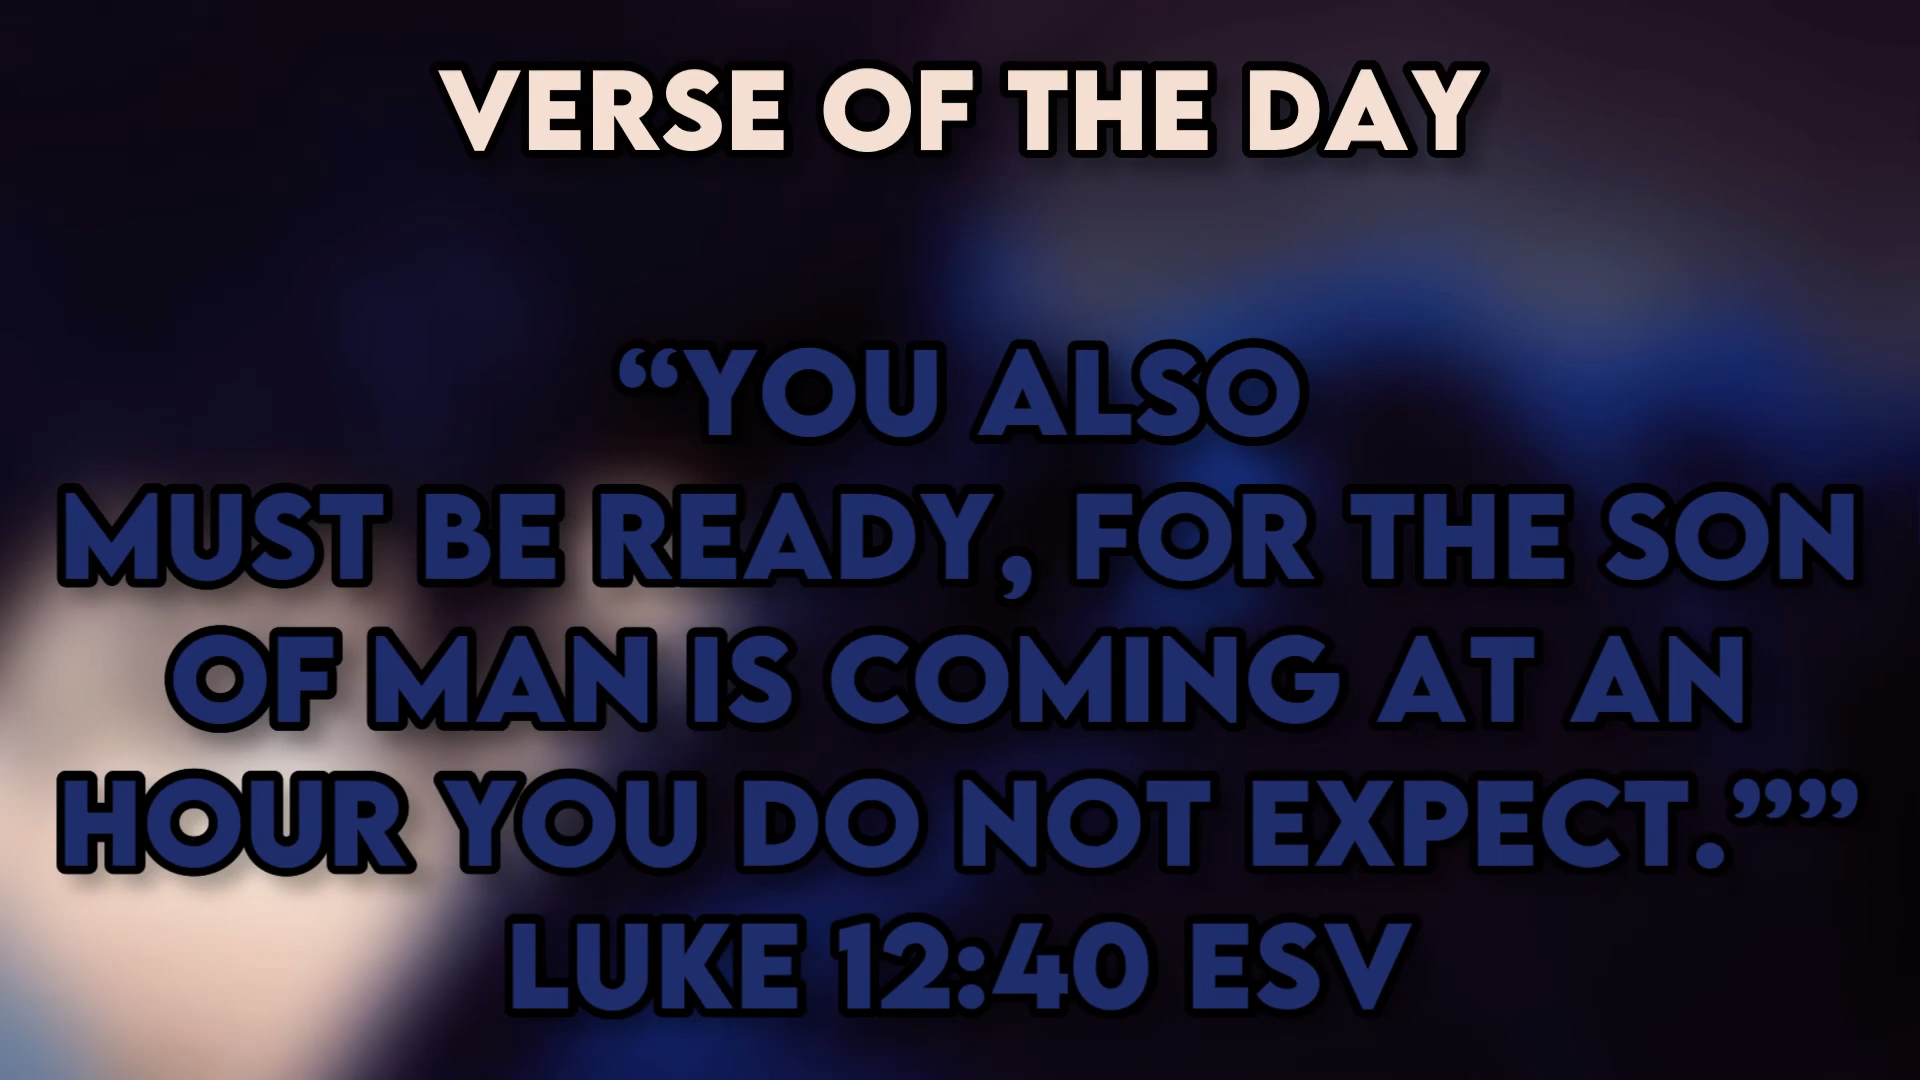 VERSE OF THE DAY
“YOU ALSO
MUST BE READY, FOR THE SON
OF MAN IS COMING AT AN
HOUR YOU DO NOT EXPECT.”””
LUKE 12:40 ESV